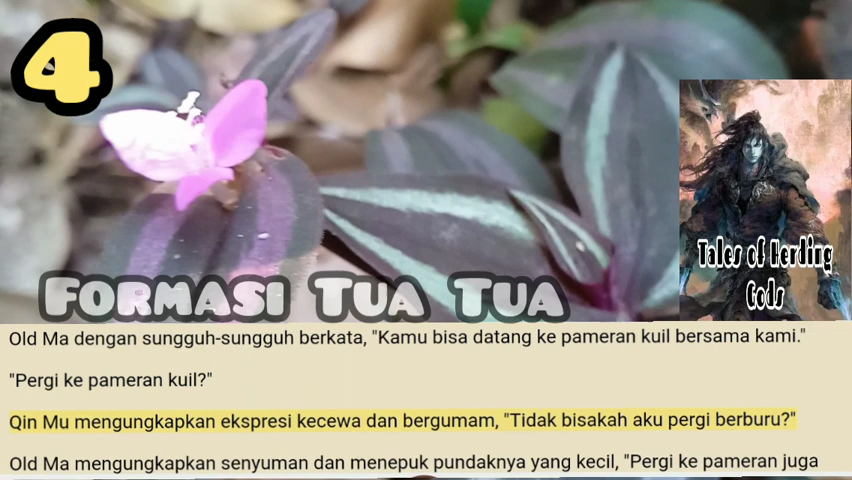 4
Tales of Herding
Gods
FORMASI TUA TUA
Old Ma dengan sungguh-sungguh berkata, "Kamu bisa datang ke pameran kuil bersama kami."
"Pergi ke pameran kuil?"
Qin Mu mengungkapkan ekspresi kecewa dan bergumam, "Tidak bisakah aku pergi berburu?"
Old Ma mengungkapkan senyuman dan menepuk pundaknya yang kecil, "Pergi ke pameran juga